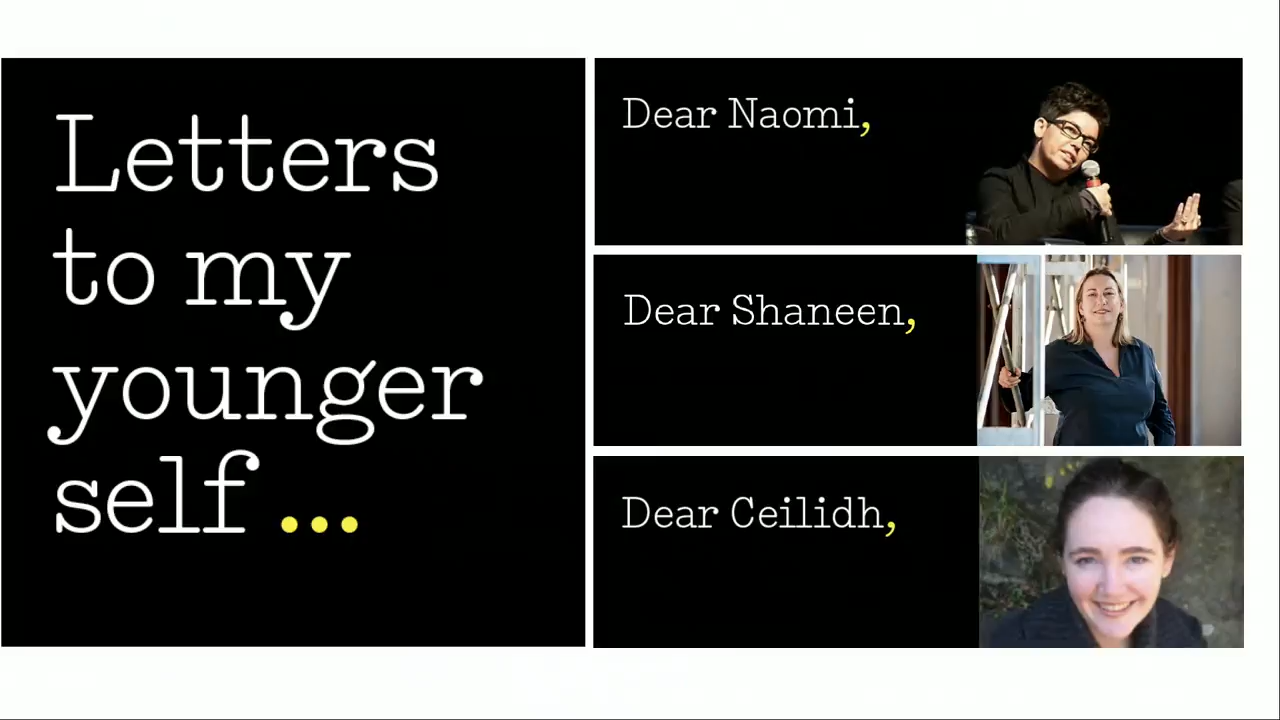 Letters
to my
younger
self ...
Dear Naomi,
Dear Shaneen,
Dear Ceilidh,